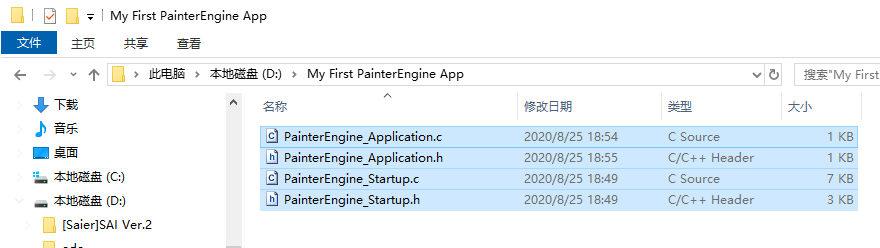 My First PainterEngine App
文件 主页 共享 查看
此电脑 本地磁盘 (D:) My First PainterEngine App 搜索"My First
下载
音乐
桌面
本地磁盘 (C:)
本地磁盘 (D:)
[Saier]SAI Ver.2
名称 修改日期 类型 大小
PainterEngine_Application.c 2020/8/25 18:54 C Source 1 KB
PainterEngine_Application.h 2020/8/25 18:55 C/C++ Header 1 KB
PainterEngine_Startup.c 2020/8/25 18:49 C Source 7 KB
PainterEngine_Startup.h 2020/8/25 18:49 C/C++ Header 3 KB